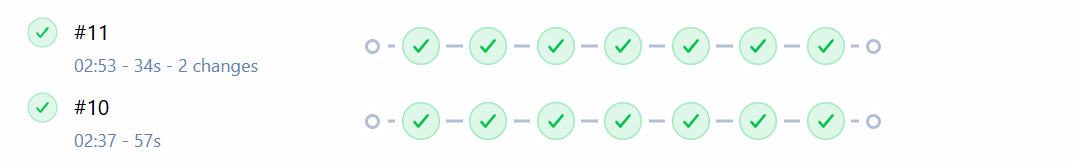 #11
02:53 - 34s - 2 changes
#10
02:37 - 57s